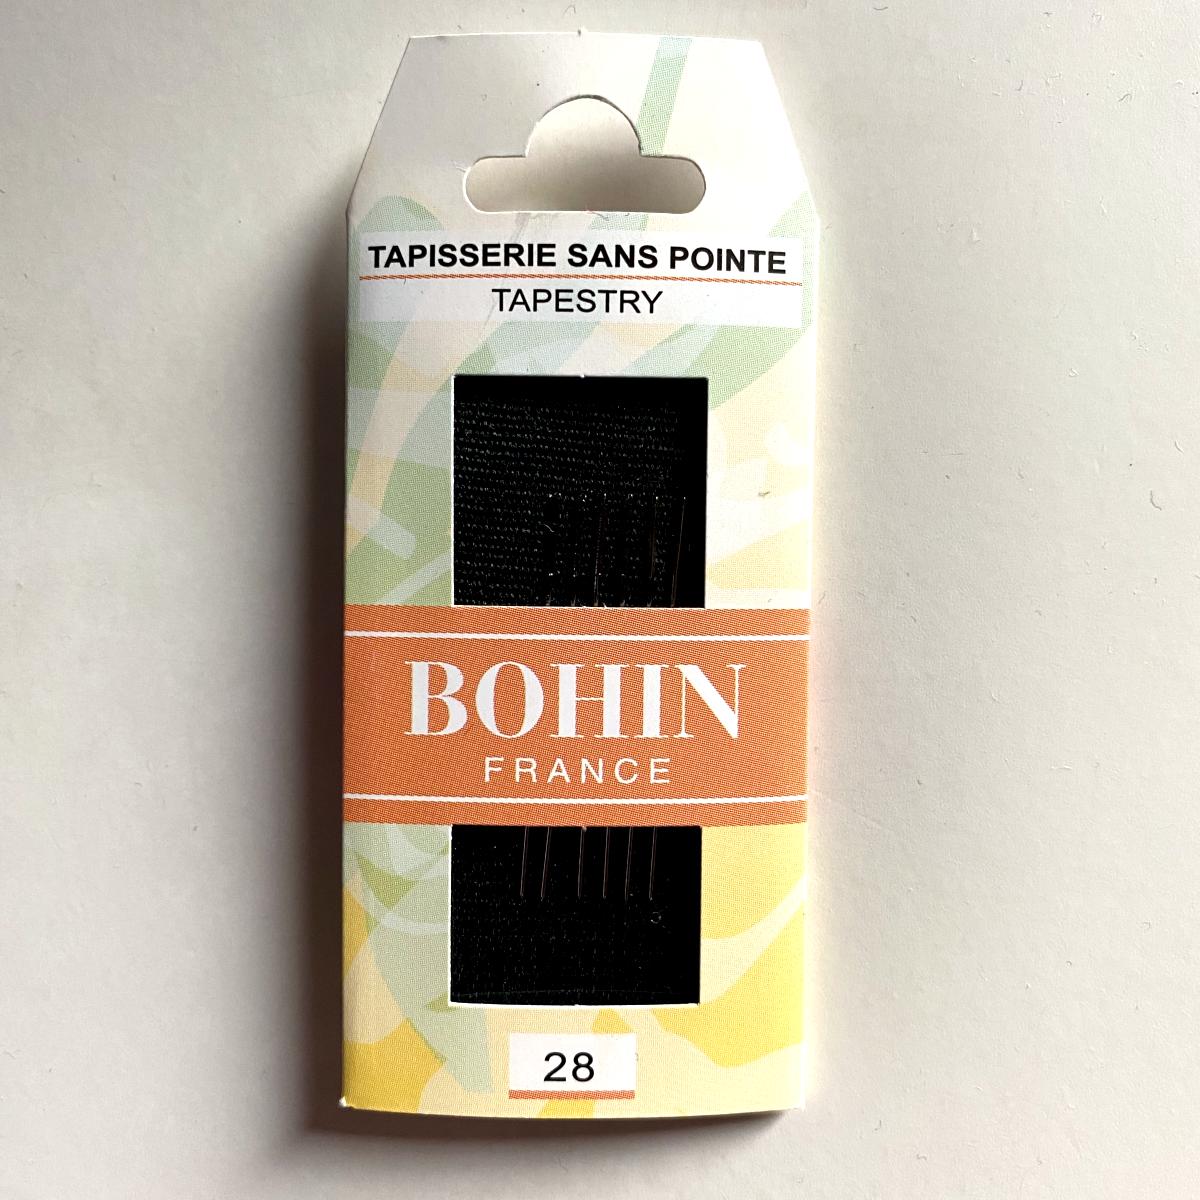 TAPISSERIE SANS POINTE
TAPESTRY
BOHIN
FRANCE
28